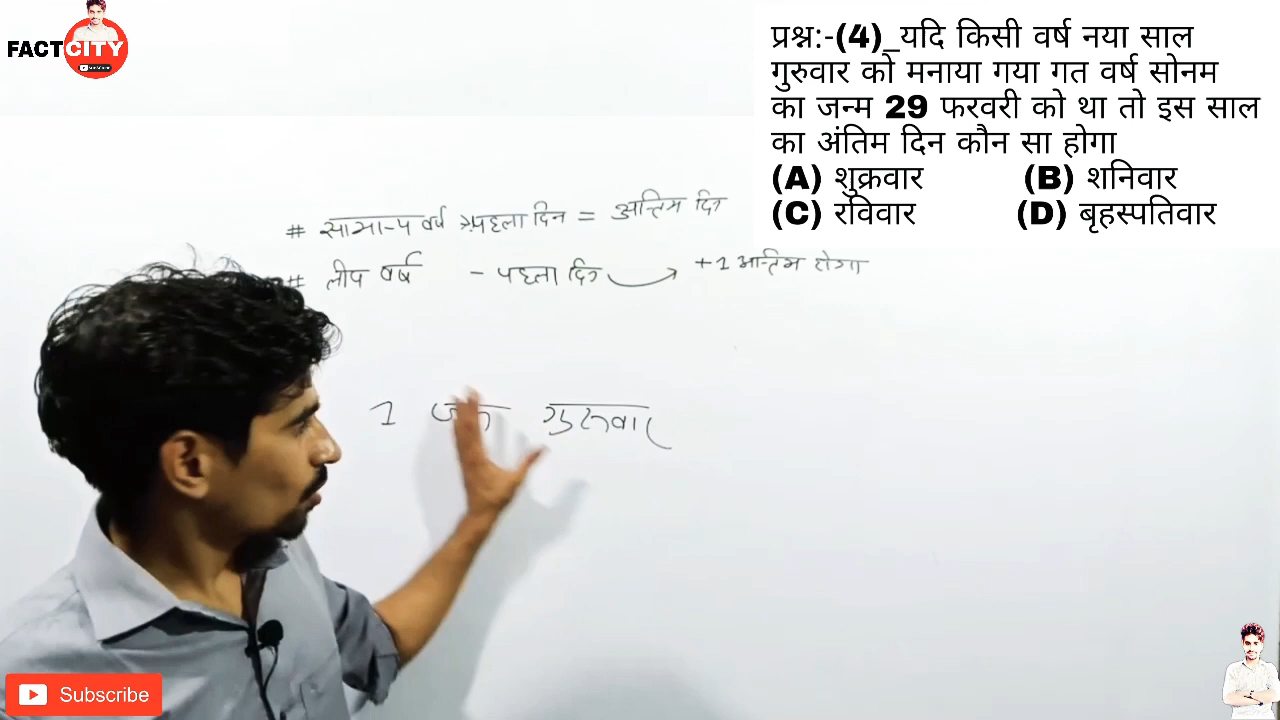 FACTCITY
प्रश्न:-(4)_यदि किसी वर्ष नया साल
गुरुवार को मनाया गया गत वर्ष सोनम
का जन्म 29 फरवरी को था तो इस साल
का अंतिम दिन कौन सा होगा
(A) शुक्रवार (B) शनिवार
(C) रविवार (D) बृहस्पतिवार
# सामा-य वर्ष पहला दिन = अन्तिम दिन
# लीप वर्ष - पहला दिन +1 अन्तिम होगा
1 गुरुवार
Subscribe